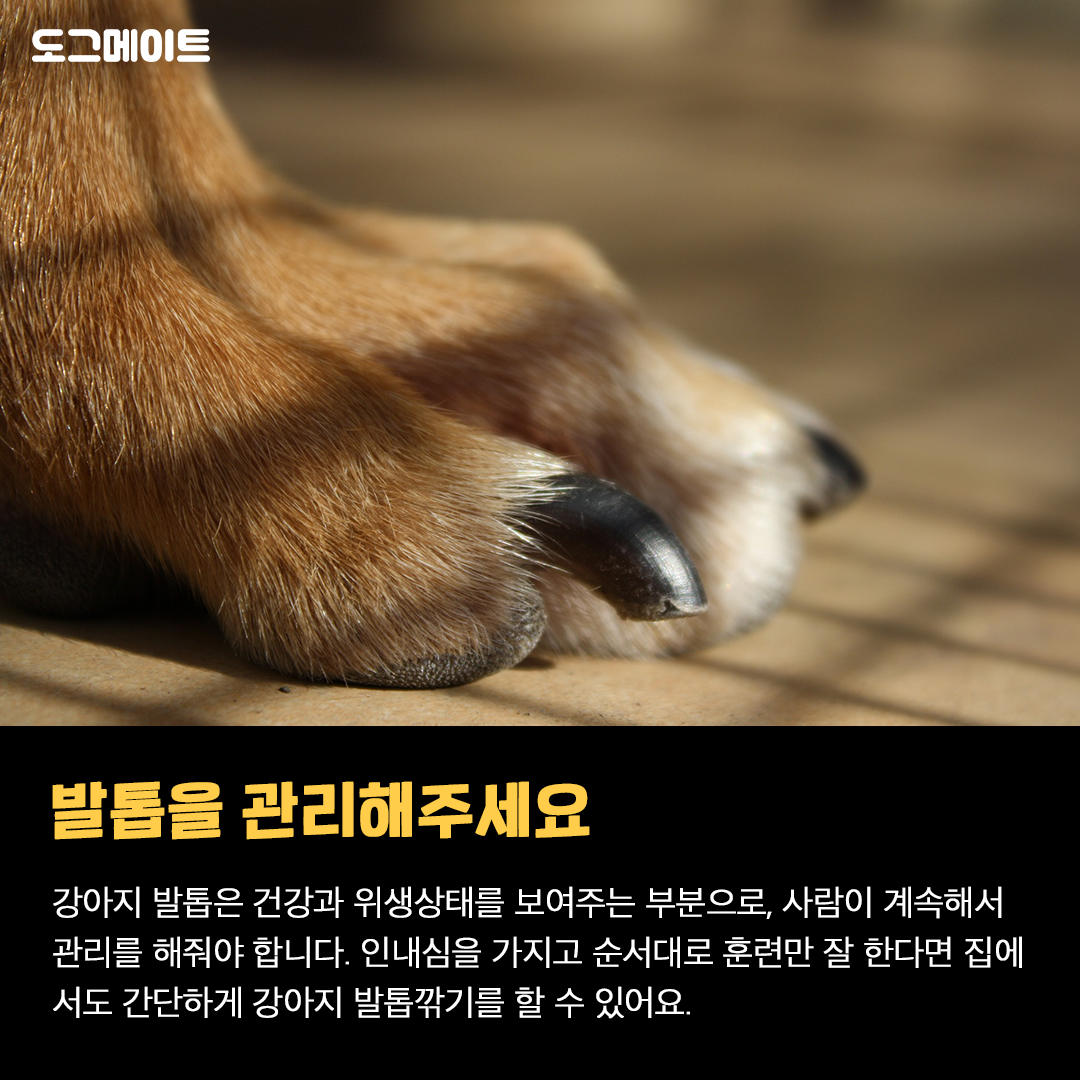 도그메이트
발톱을 관리해주세요
강아지 발톱은 건강과 위생상태를 보여주는 부분으로, 사람이 계속해서
관리를 해줘야 합니다. 인내심을 가지고 순서대로 훈련만 잘 한다면 집에
서도 간단하게 강아지 발톱깎기를 할 수 있어요.